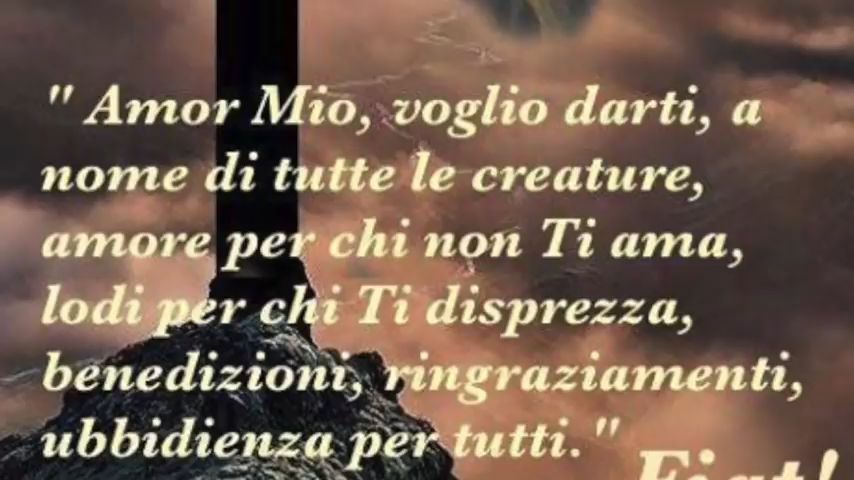 " Amor Mio, voglio darti, a
nome di tutte le creature,
amore per chi non Ti ama,
lodi per chi Ti disprezza,
benedizioni, ringraziamenti,
ubbidienza per tutti."
Fiat!